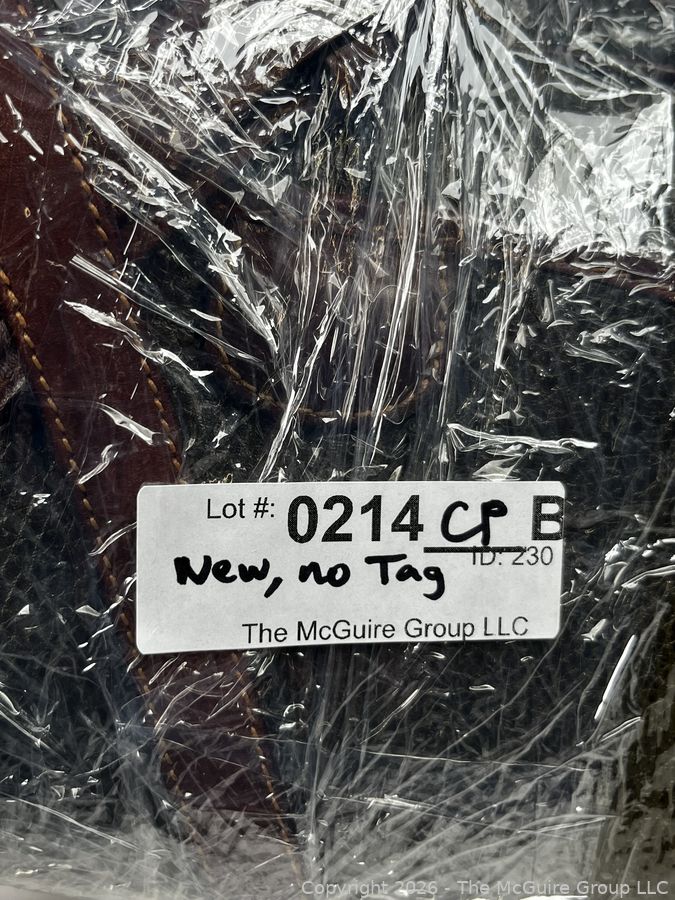 Lot #: 0214 CP B
ID: 230
New, no Tag
The McGuire Group LLC
Copyright 2026 - The McGuire Group LLC